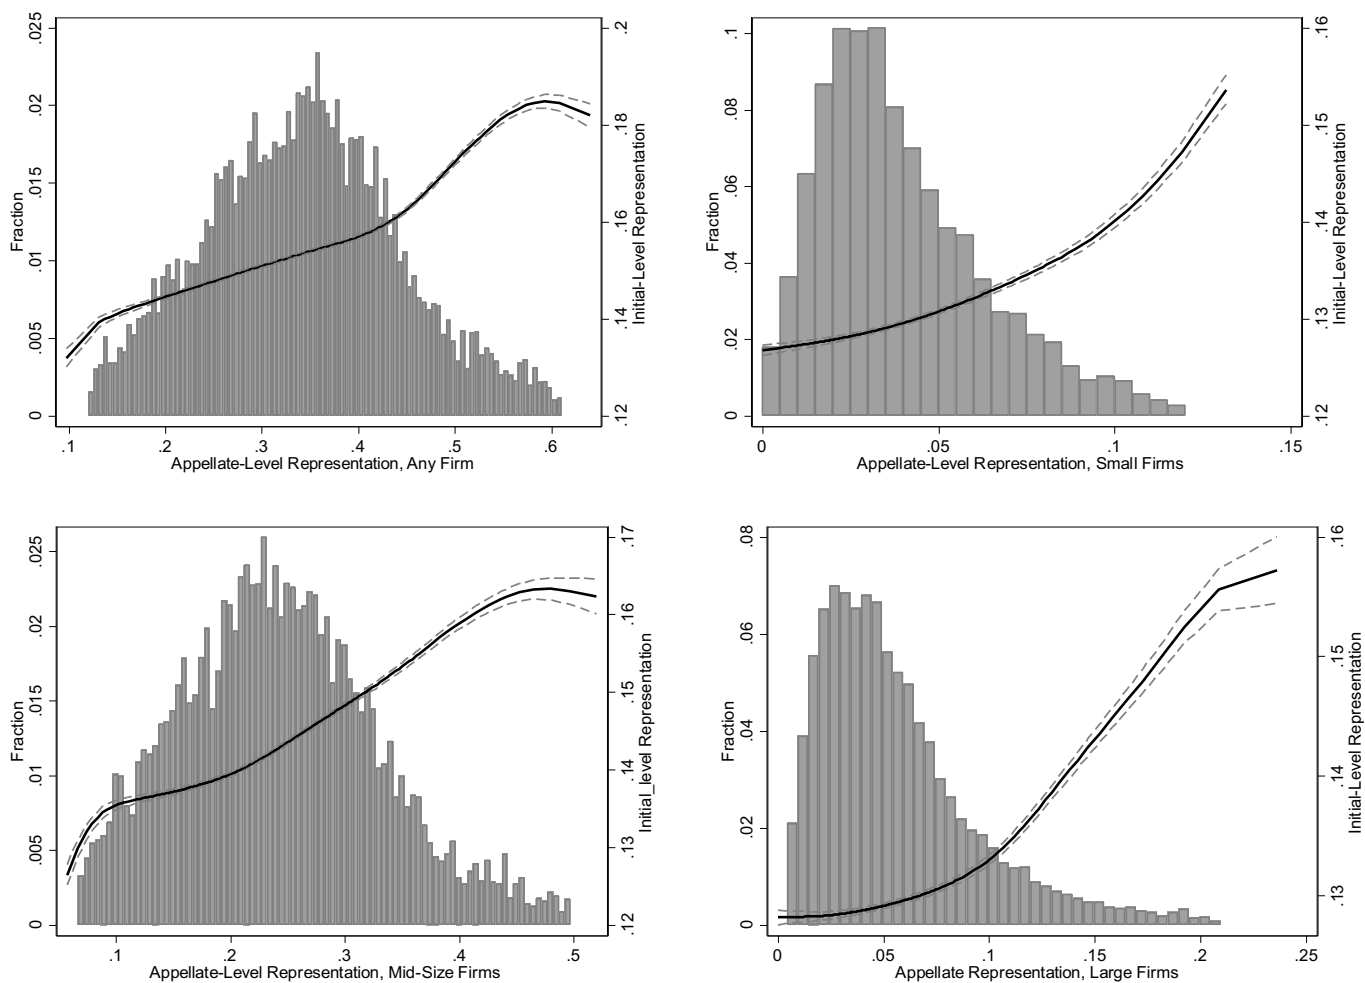 Fraction
0 .005 .01 .015 .02 .025
.12 .14 .16 .18 .2
Initial-Level Representation
.1 .2 .3 .4 .5 .6
Appellate-Level Representation, Any Firm
Fraction
0 .02 .04 .06 .08 .1
.12 .13 .14 .15 .16
Initial-Level Representation
0 .05 .1 .15
Appellate-Level Representation, Small Firms
Fraction
0 .005 .01 .015 .02 .025
.12 .13 .14 .15 .16 .17
Initial_level Representation
.1 .2 .3 .4 .5
Appellate-Level Representation, Mid-Size Firms
Fraction
0 .02 .04 .06 .08
.13 .14 .15 .16
Initial-Level Representation
0 .05 .1 .15 .2 .25
Appellate Representation, Large Firms